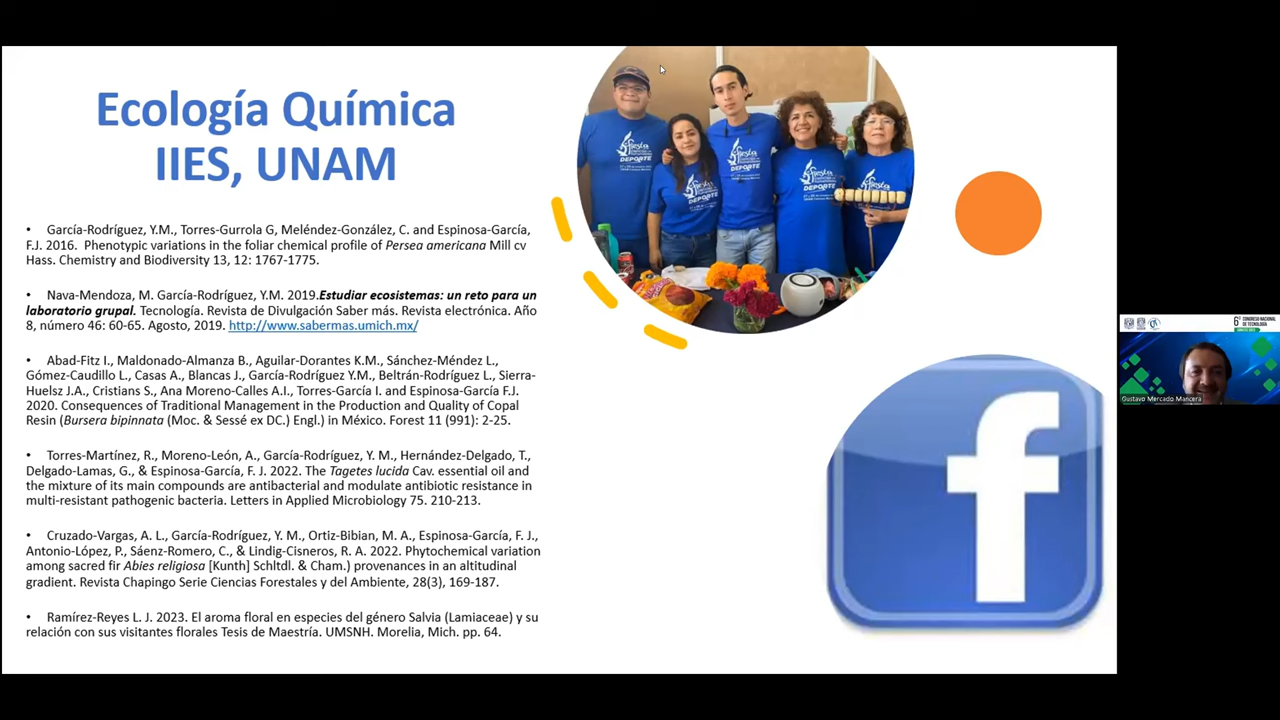 Ecología Química
IIES, UNAM
• García-Rodríguez, Y.M., Torres-Gurrola G, Meléndez-González, C. and Espinosa-García,
F.J. 2016. Phenotypic variations in the foliar chemical profile of Persea americana Mill cv
Hass. Chemistry and Biodiversity 13, 12: 1767-1775.
• Nava-Mendoza, M. García-Rodríguez, Y.M. 2019.Estudiar ecosistemas: un reto para un
laboratorio grupal. Tecnología. Revista de Divulgación Saber más. Revista electrónica. Año
8, número 46: 60-65. Agosto, 2019. http://www.sabermas.umich.mx/
• Abad-Fitz I., Maldonado-Almanza B., Aguilar-Dorantes K.M., Sánchez-Méndez L.,
Gómez-Caudillo L., Casas A., Blancas J., García-Rodríguez Y.M., Beltrán-Rodríguez L., Sierra-
Huelsz J.A., Cristians S., Ana Moreno-Calles A.I., Torres-García I. and Espinosa-García F.J.
2020. Consequences of Traditional Management in the Production and Quality of Copal
Resin (Bursera bipinnata (Moc. & Sessé ex DC.) Engl.) in México. Forest 11 (991): 2-25.
• Torres-Martínez, R., Moreno-León, A., García-Rodríguez, Y. M., Hernández-Delgado, T.,
Delgado-Lamas, G., & Espinosa-García, F. J. 2022. The Tagetes lucida Cav. essential oil and
the mixture of its main compounds are antibacterial and modulate antibiotic resistance in
multi-resistant pathogenic bacteria. Letters in Applied Microbiology 75. 210-213.
• Cruzado-Vargas, A. L., García-Rodríguez, Y. M., Ortiz-Bibian, M. A., Espinosa-García, F. J.,
Antonio-López, P., Sáenz-Romero, C., & Lindig-Cisneros, R. A. 2022. Phytochemical variation
among sacred fir Abies religiosa [Kunth] Schltdl. & Cham.) provenances in an altitudinal
gradient. Revista Chapingo Serie Ciencias Forestales y del Ambiente, 28(3), 169-187.
• Ramírez-Reyes L. J. 2023. El aroma floral en especies del género Salvia (Lamiaceae) y su
relación con sus visitantes florales Tesis de Maestría. UMSNH. Morelia, Mich. pp. 64.
fiesta
DEPORTE
fiesta
DEPORTE
fiesta
DEPORTE
fiesta
DEPORTE
fiesta
f
6° CONGRESO NACIONAL
DE TECNOLOGÍA
Gustavo Mercado Mancera